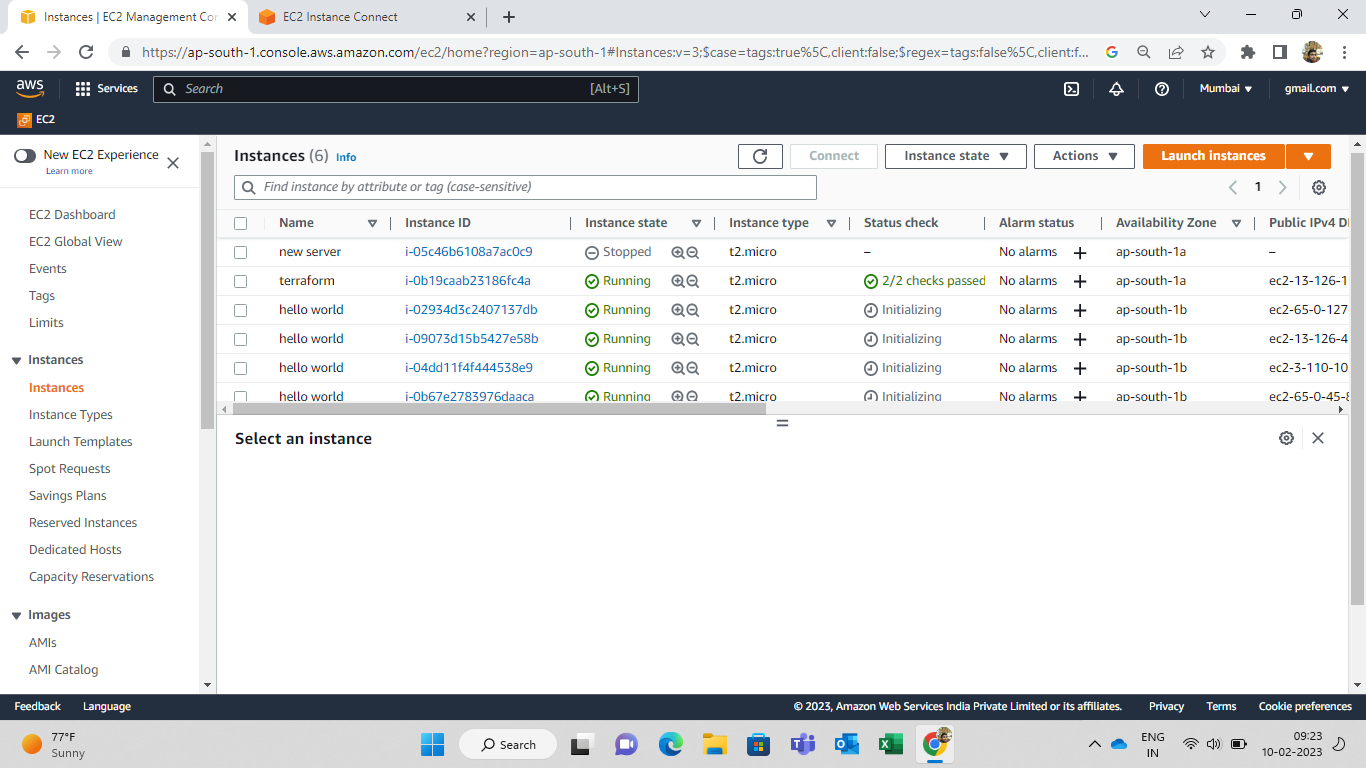 Instances | EC2 Management Con
EC2 Instance Connect
https://ap-south-1.console.aws.amazon.com/ec2/home?region=ap-south-1#Instances:v=3;$case=tags:true%5C,client:false;$regex=tags:false%5C,client:f...
aws
Services
Search
[Alt+S]
Mumbai
gmail.com
EC2
New EC2 Experience
Learn more
EC2 Dashboard
EC2 Global View
Events
Tags
Limits
Instances
Instances
Instance Types
Launch Templates
Spot Requests
Savings Plans
Reserved Instances
Dedicated Hosts
Capacity Reservations
Images
AMIs
AMI Catalog
Instances (6) Info
Connect
Instance state
Actions
Launch instances
Find instance by attribute or tag (case-sensitive)
1
Name Instance ID Instance state Instance type Status check Alarm status Availability Zone Public IPv4 D
new server i-05c46b6108a7ac0c9 Stopped t2.micro – No alarms + ap-south-1a –
terraform i-0b19caab23186fc4a Running t2.micro 2/2 checks passed No alarms + ap-south-1a ec2-13-126-1
hello world i-02934d3c2407137db Running t2.micro Initializing No alarms + ap-south-1b ec2-65-0-127
hello world i-09073d15b5427e58b Running t2.micro Initializing No alarms + ap-south-1b ec2-13-126-4
hello world i-04dd11f4f444538e9 Running t2.micro Initializing No alarms + ap-south-1b ec2-3-110-10
hello world i-0b67e2783976daaca Running t2.micro Initializing No alarms + ap-south-1b ec2-65-0-45-8
Select an instance
Feedback Language
© 2023, Amazon Web Services India Private Limited or its affiliates. Privacy Terms Cookie preferences
77°F
Sunny
Search
ENG
IN
09:23
10-02-2023